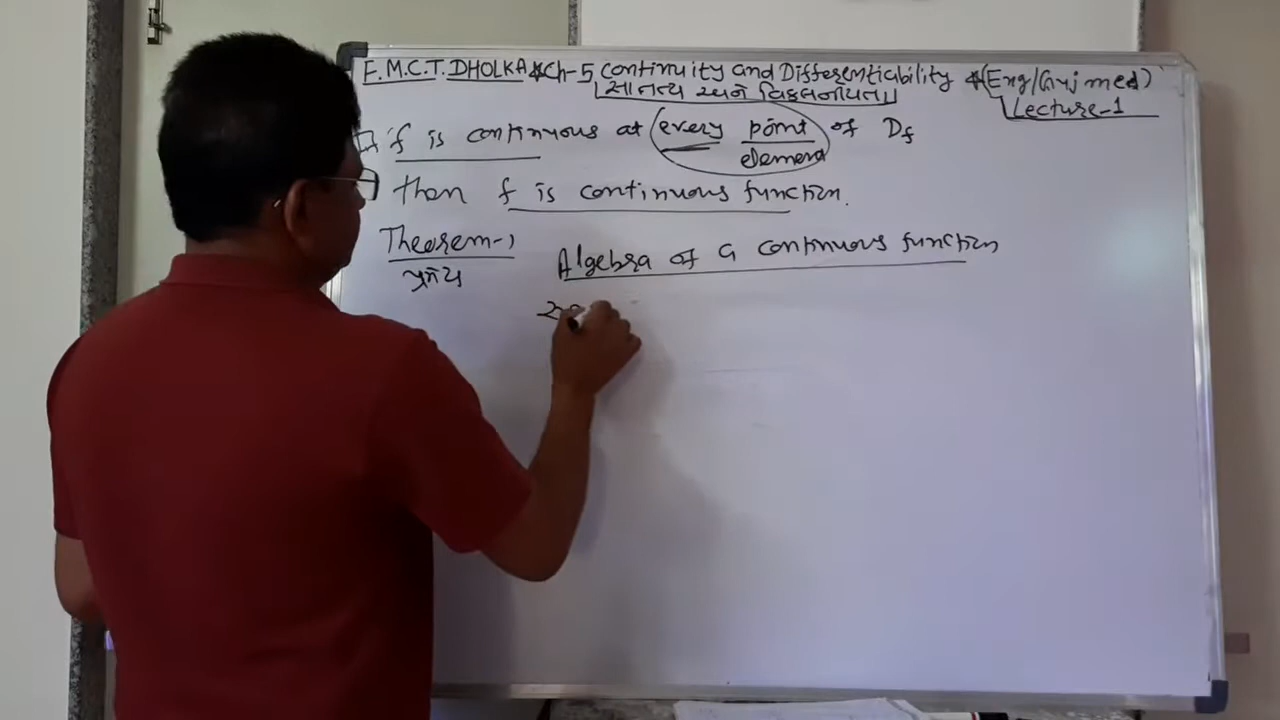 F.M.C.T. DHOLKA * Ch-5 Continuity and Differentiability * (Eng/Guj med)
સાતત્ય અને વિકલનીયતા Lecture-1
If f is continuous at every point of Df
element
then f is continuous function.
Theorem-1 Algebra of a continuous function
પ્રમેય